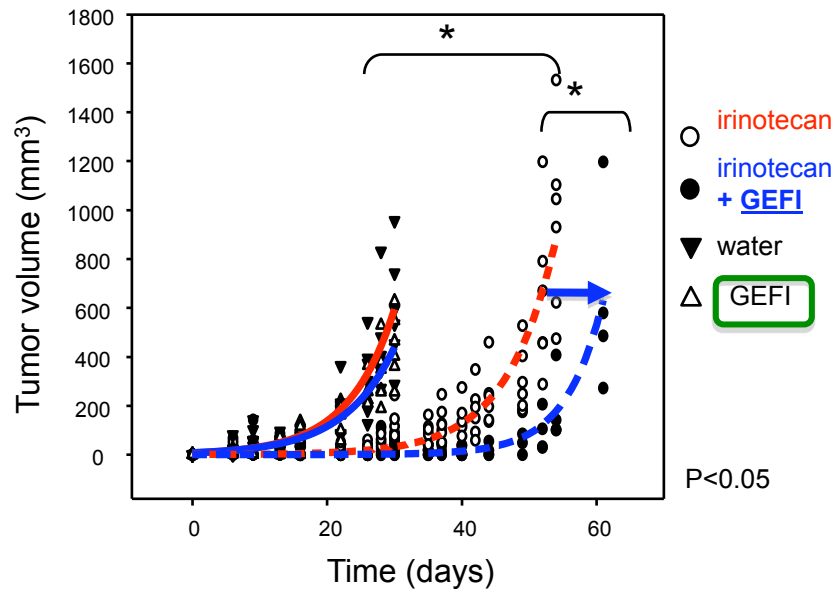 1800
1600
1400
1200
1000
800
600
400
200
0
Tumor volume (mm³)
0 20 40 60
Time (days)
*
*
irinotecan
irinotecan
+ GEFI
water
GEFI
P<0.05